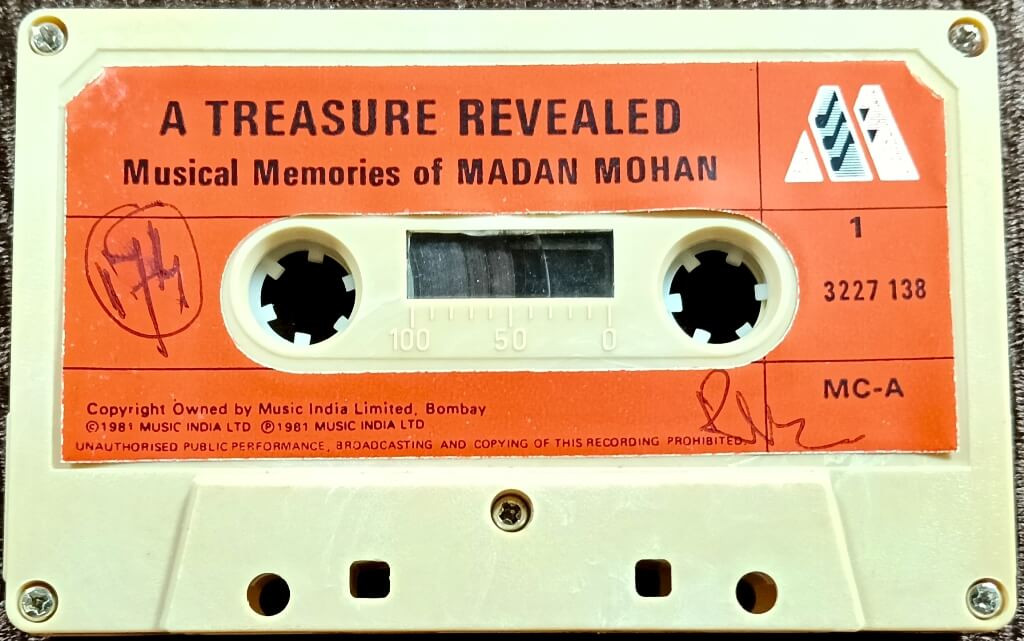 A TREASURE REVEALED
Musical Memories of MADAN MOHAN
1
3227 138
100 50 0
MC-A
Copyright Owned by Music India Limited, Bombay
©1981 MUSIC INDIA LTD ℗1981 MUSIC INDIA LTD
UNAUTHORISED PUBLIC PERFORMANCE, BROADCASTING AND COPYING OF THIS RECORDING PROHIBITED.